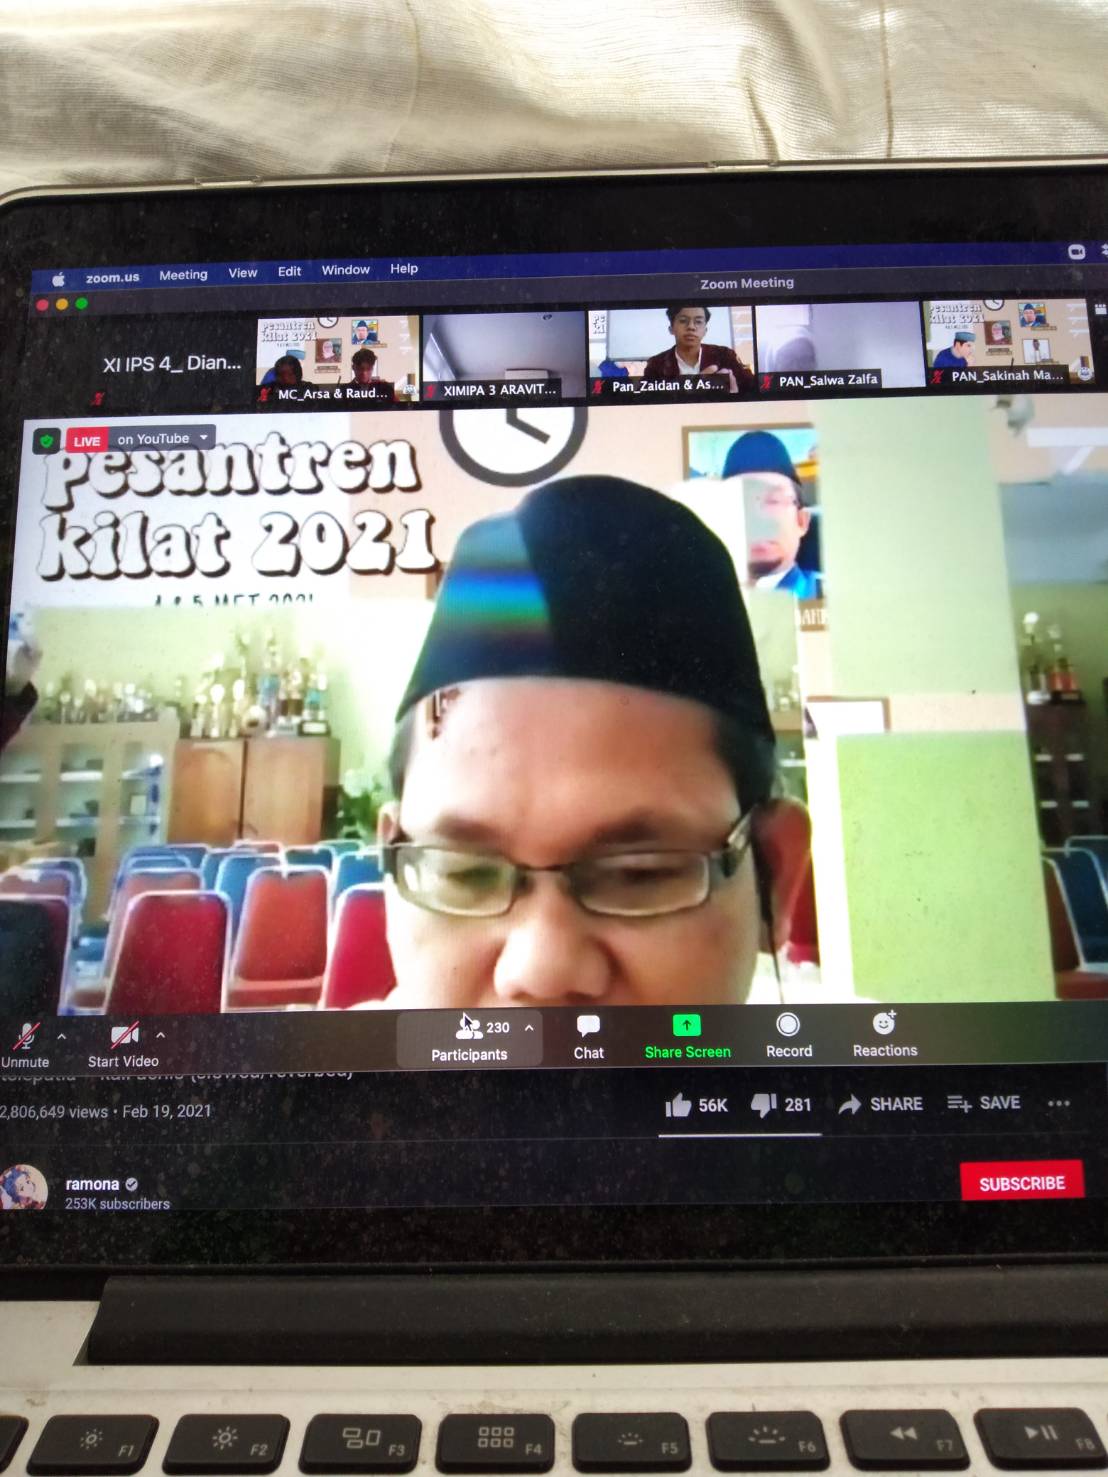 zoom.us Meeting View Edit Window Help
Zoom Meeting
XI IPS 4_ Dian...
MC_Arsa & Raud...
XIMIPA 3 ARAVIT...
Pan_Zaidan & As...
PAN_Salwa Zalfa
PAN_Sakinah Ma...
LIVE on YouTube
pesantren
kilat 2021
Unmute
Start Video
230
Participants
Chat
Share Screen
Record
Reactions
2,806,649 views · Feb 19, 2021
56K
281
SHARE
SAVE
ramona
253K subscribers
SUBSCRIBE
F1
F2
F3
F4
F5
F6
F7
F8